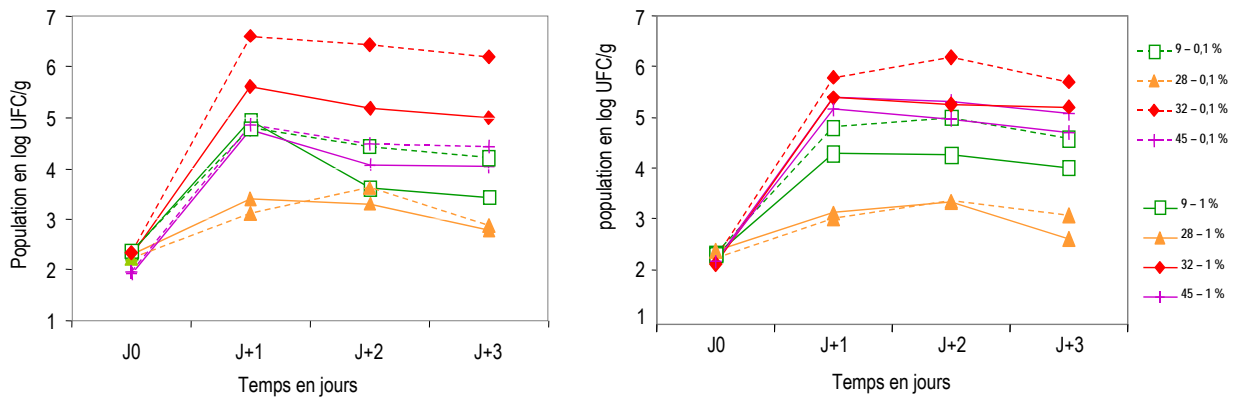 Population en log UFC/g
7
6
5
4
3
2
1
J0
J+1
J+2
J+3
Temps en jours
population en log UFC/g
7
6
5
4
3
2
1
J0
J+1
J+2
J+3
Temps en jours
9 – 0,1 %
28 – 0,1 %
32 – 0,1 %
45 – 0,1 %
9 – 1 %
28 – 1 %
32 – 1 %
45 – 1 %